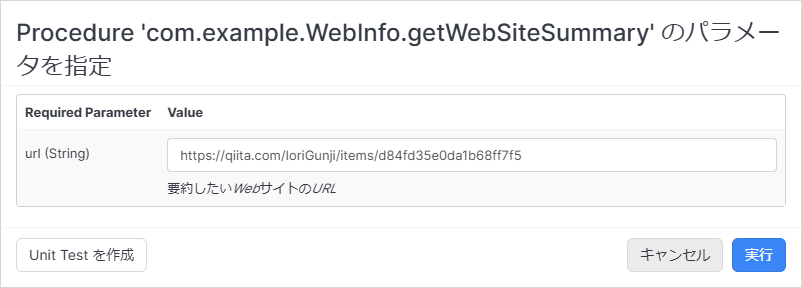 Procedure 'com.example.WebInfo.getWebSiteSummary' のパラメー
タを指定
Required Parameter Value
url (String) https://qiita.com/IoriGunji/items/d84fd35e0da1b68ff7f5
要約したいWebサイトのURL
Unit Test を作成 キャンセル 実行